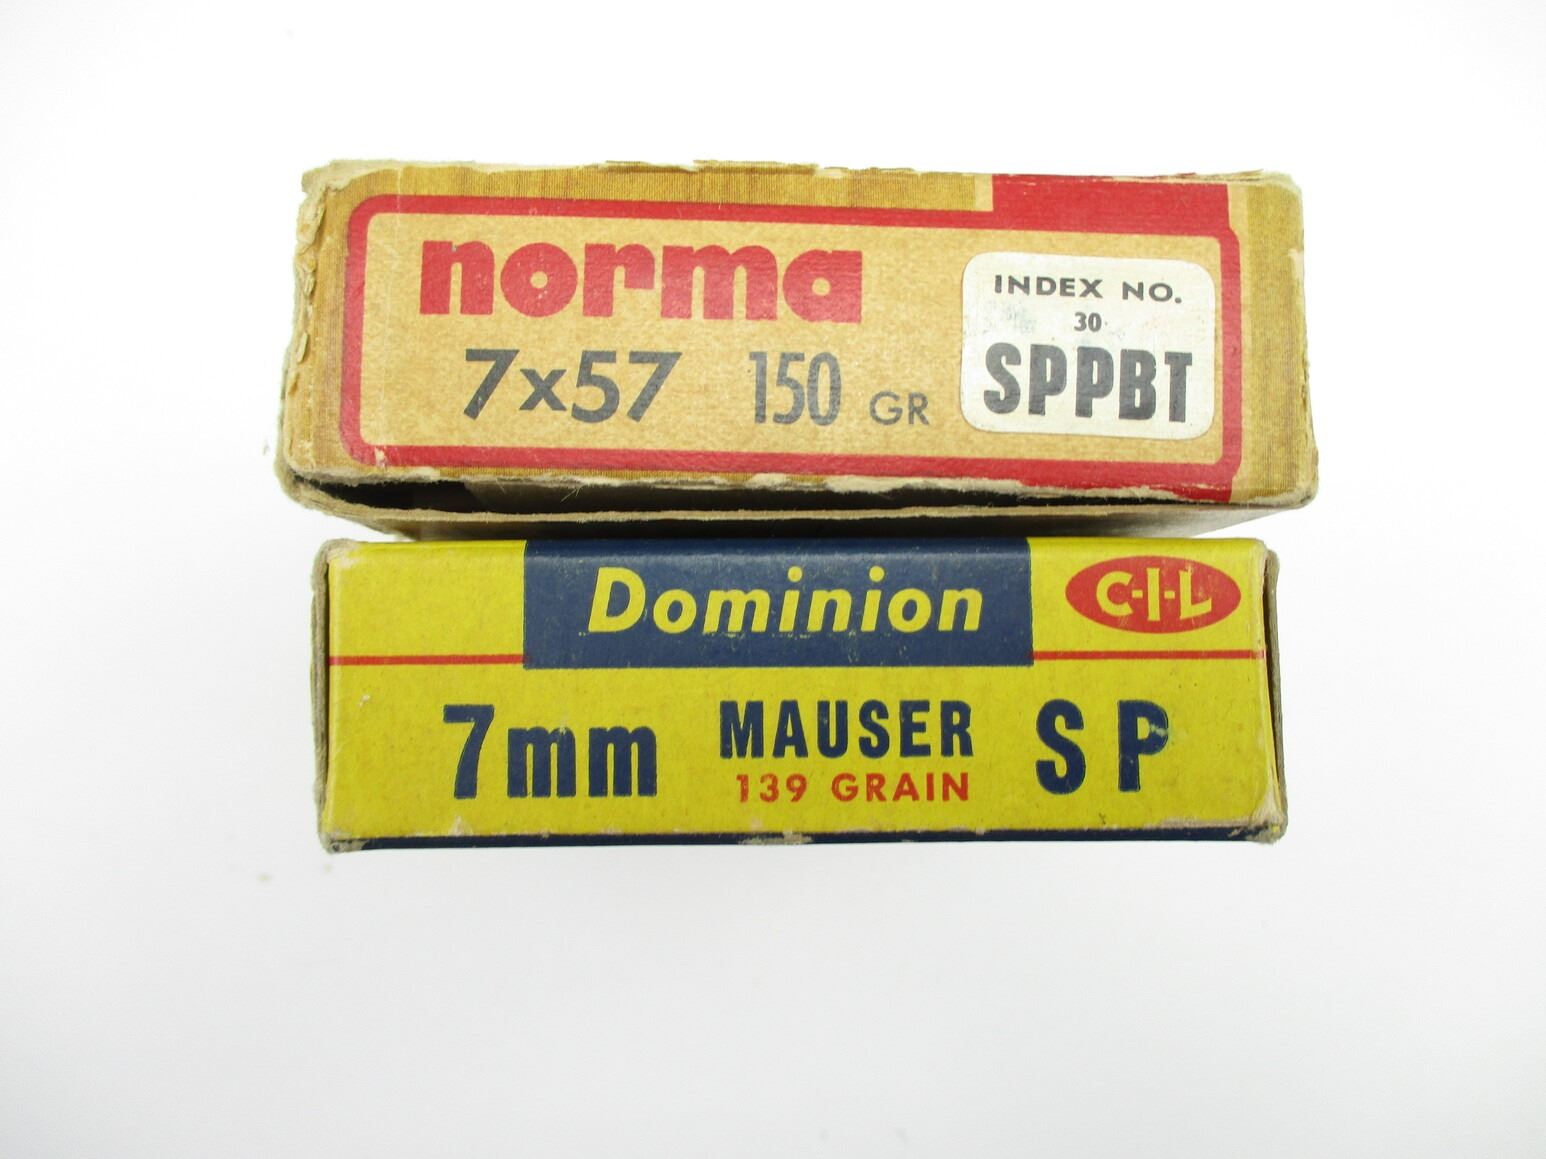 norma
7x57 150 GR
INDEX NO.
30
SPPBT
Dominion
C-I-L
7mm MAUSER SP
139 GRAIN